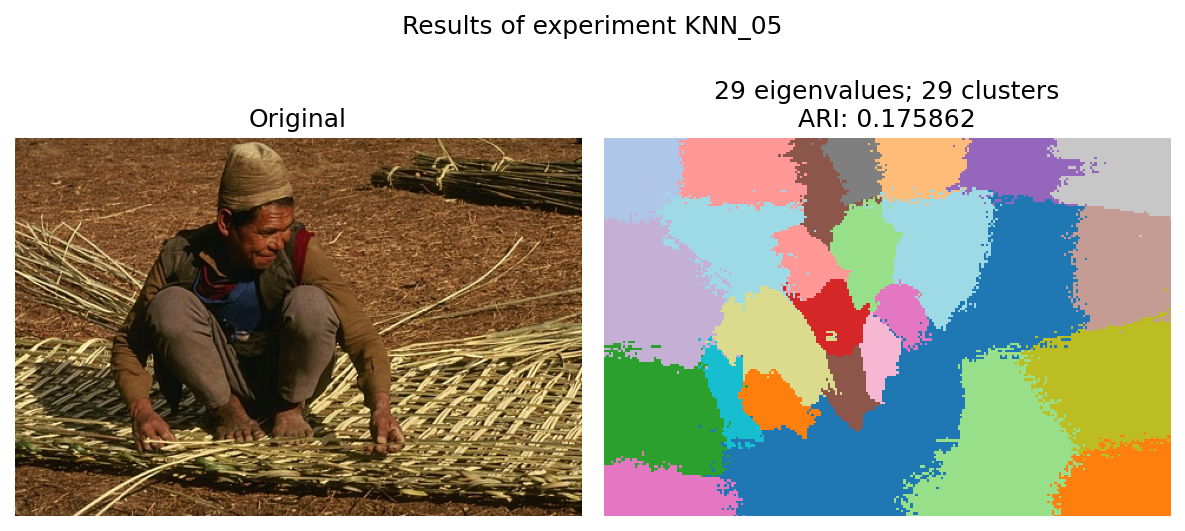 Results of experiment KNN_05
Original
29 eigenvalues; 29 clusters
ARI: 0.175862